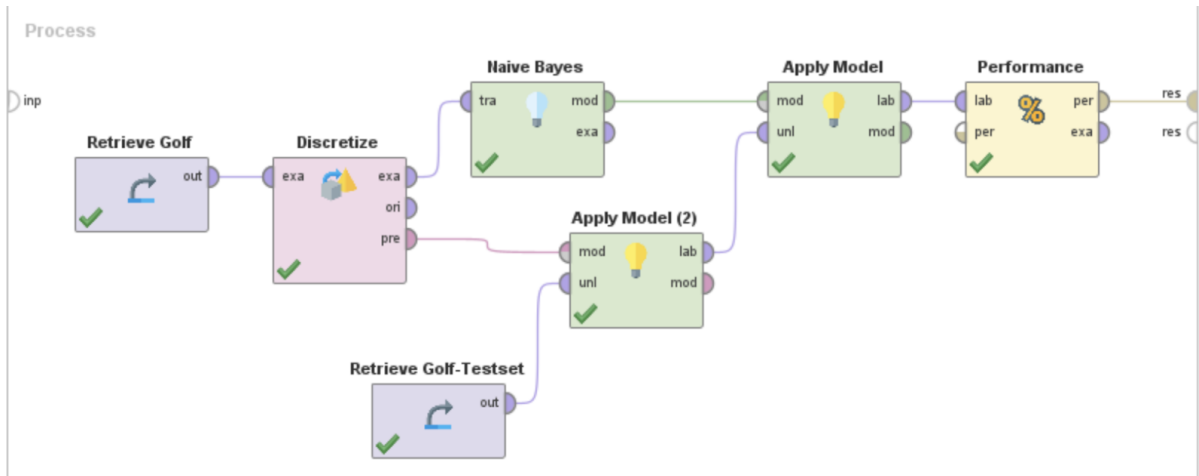 Process
inp
Retrieve Golf
out
Discretize
exa
exa
ori
pre
Naive Bayes
tra
mod
exa
Apply Model (2)
mod
lab
unl
mod
Retrieve Golf-Testset
out
Apply Model
mod
lab
unl
mod
Performance
%
lab
per
per
exa
res
res